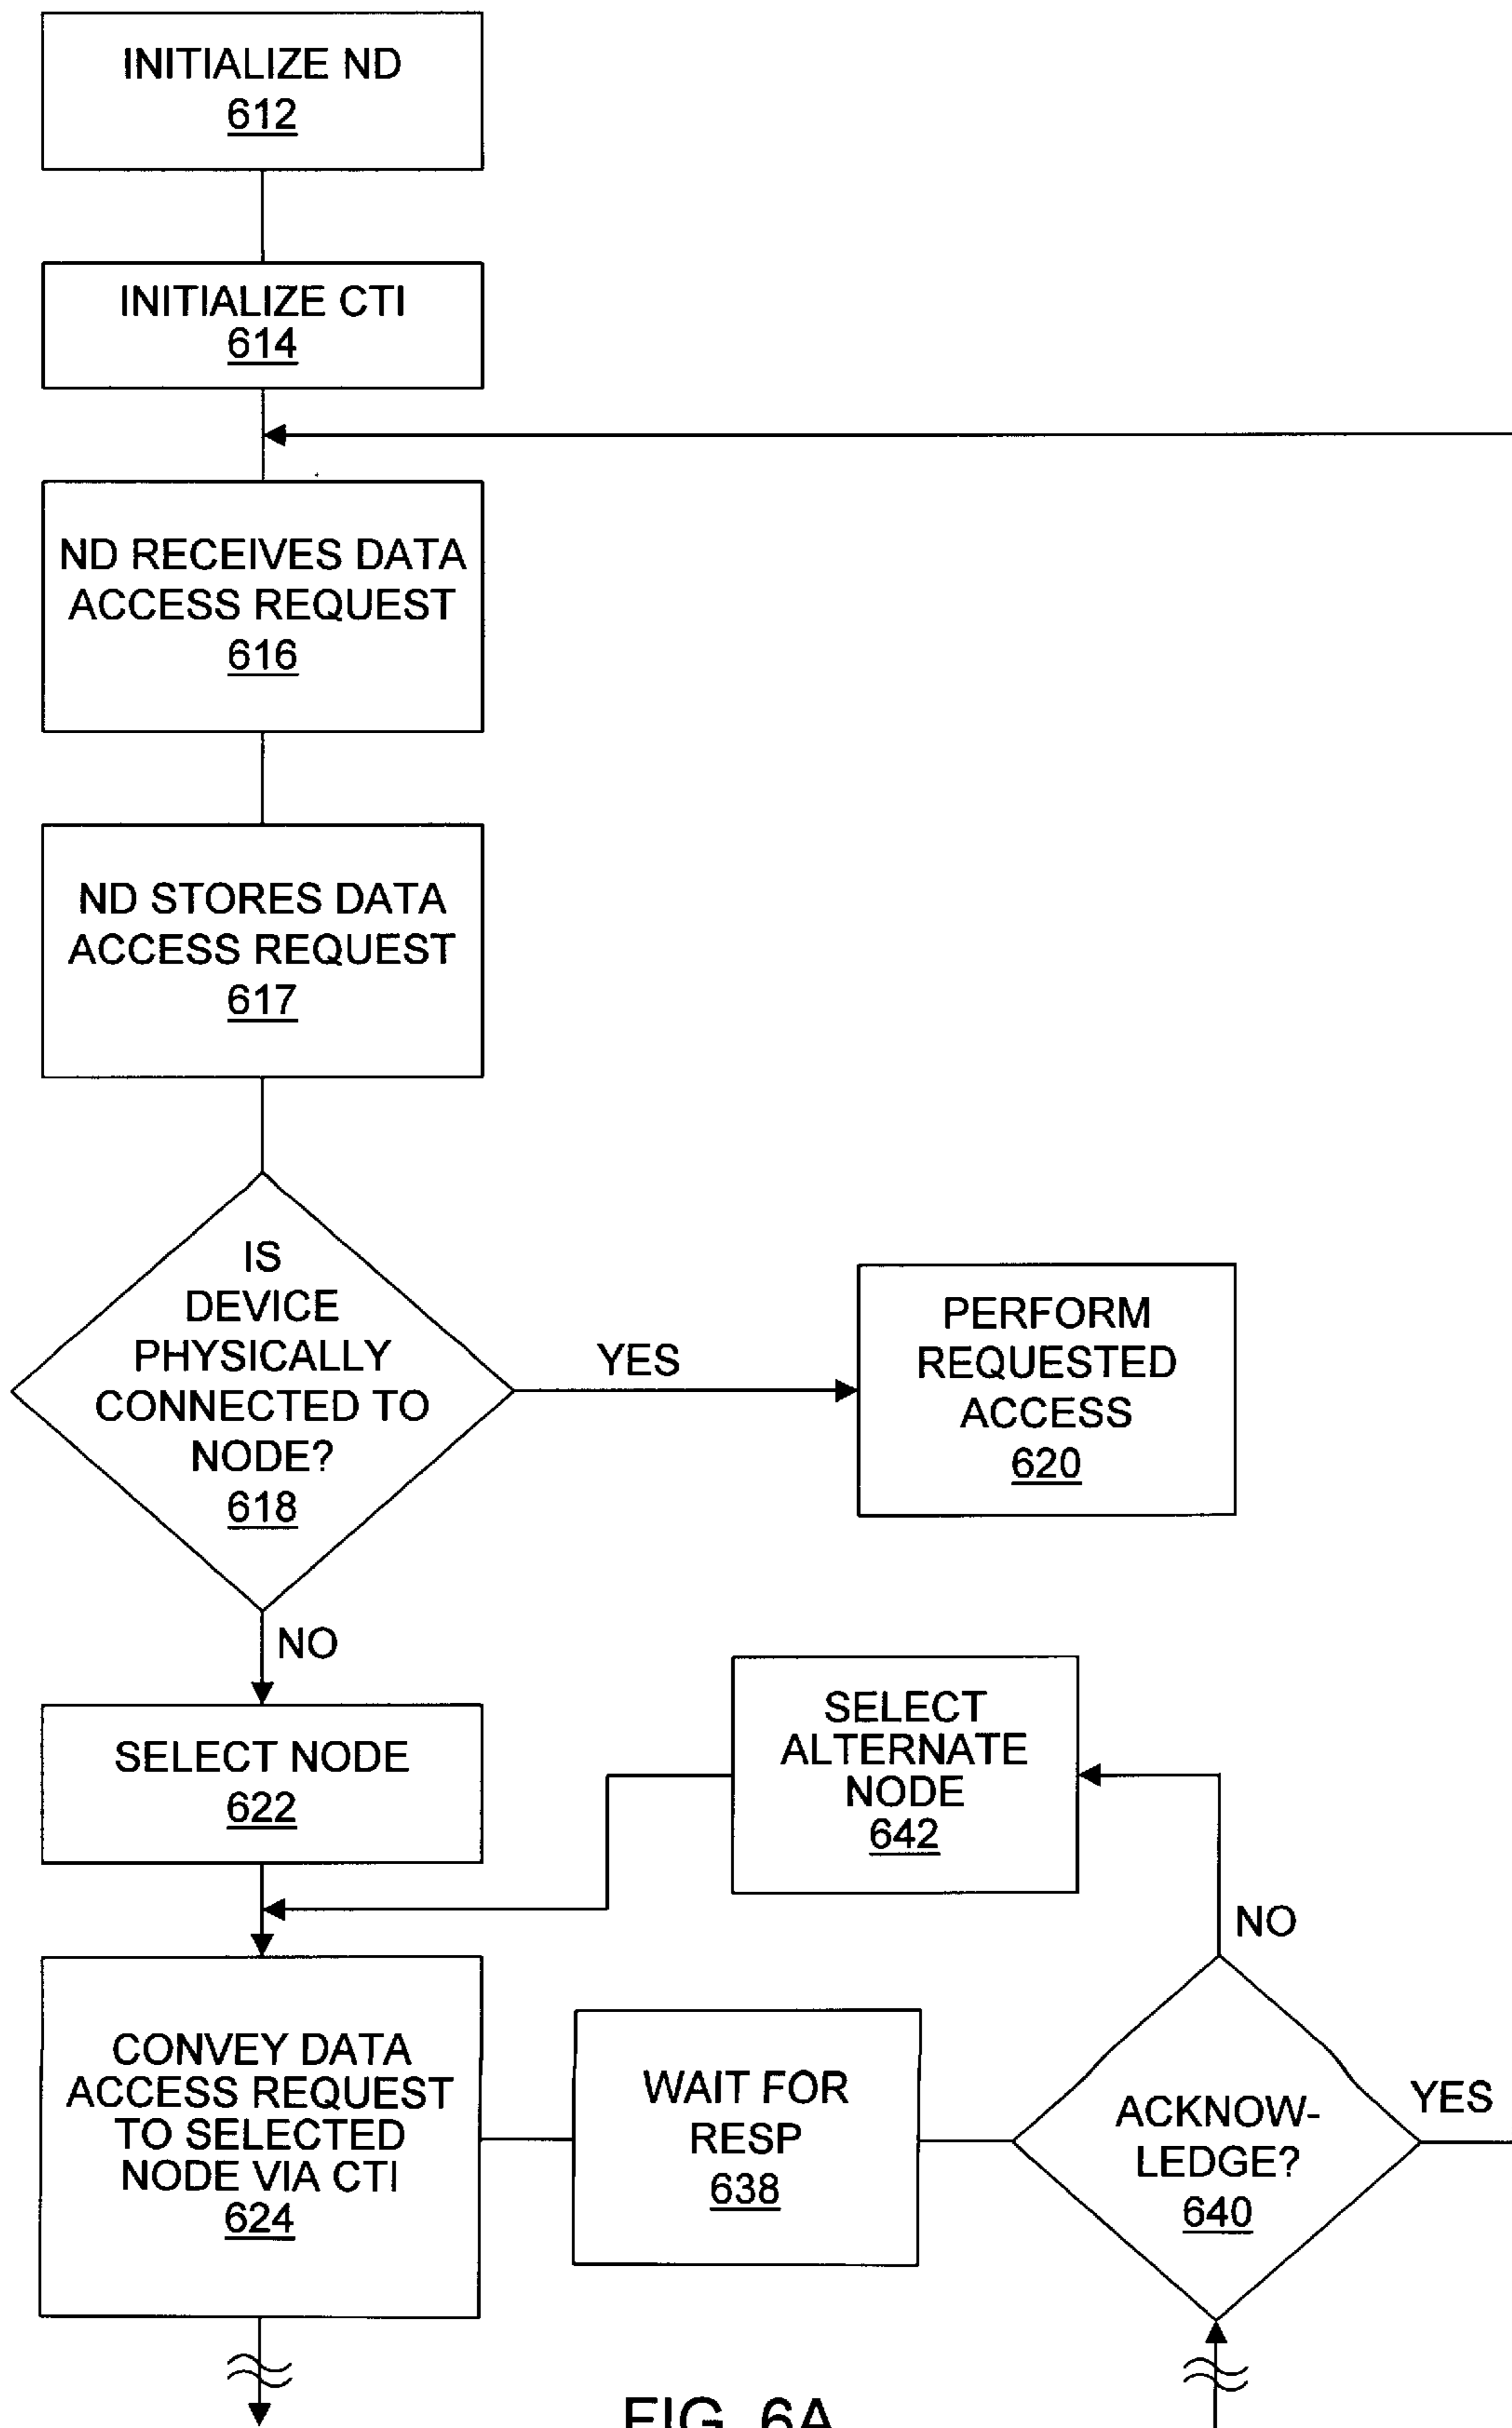 INITIALIZE ND
612
INITIALIZE CTI
614
ND RECEIVES DATA
ACCESS REQUEST
616
ND STORES DATA
ACCESS REQUEST
617
IS
DEVICE
PHYSICALLY
CONNECTED TO
NODE?
618
YES
PERFORM
REQUESTED
ACCESS
620
NO
SELECT NODE
622
SELECT
ALTERNATE
NODE
642
NO
CONVEY DATA
ACCESS REQUEST
TO SELECTED
NODE VIA CTI
624
WAIT FOR
RESP
638
ACKNOW-
LEDGE?
640
YES
FIG. 6A